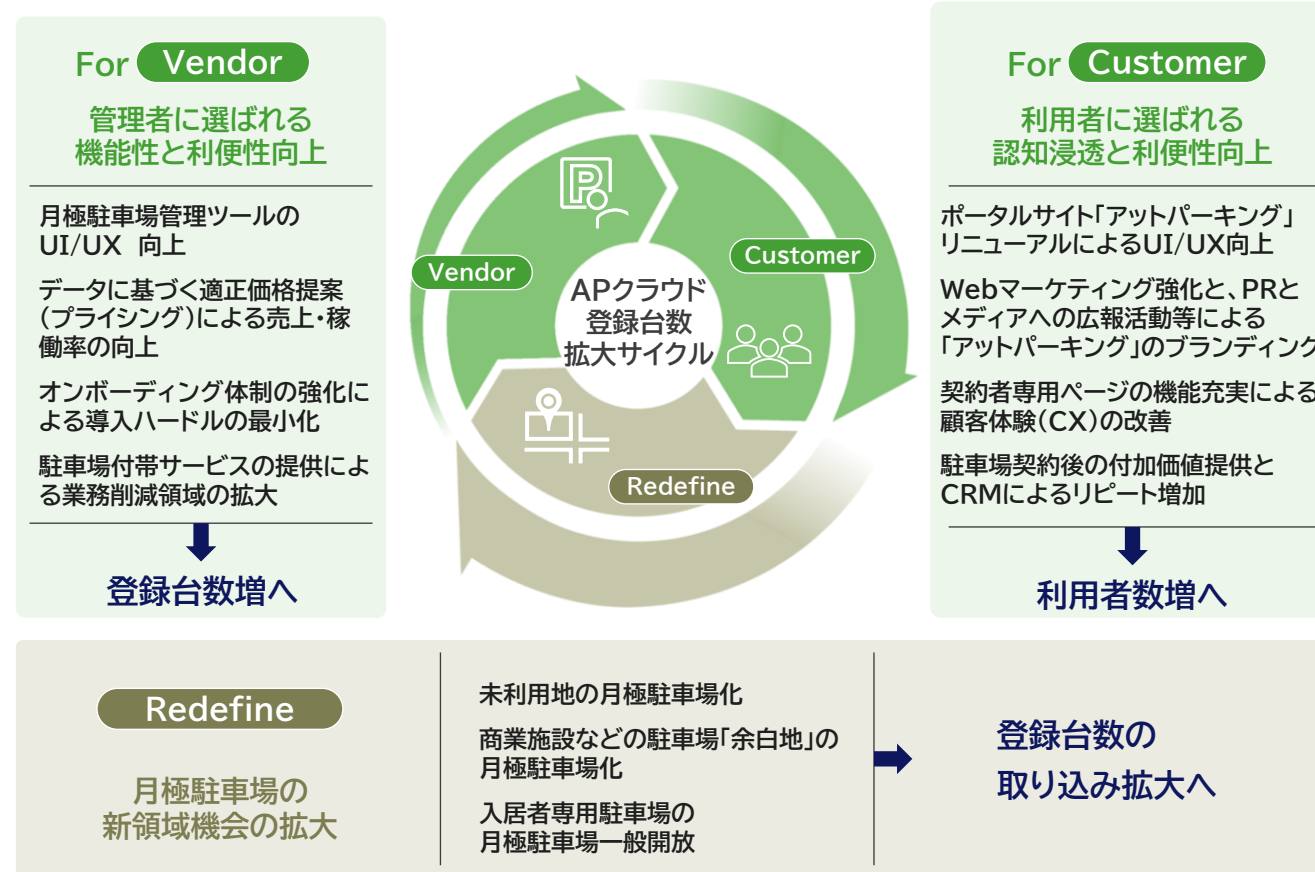 For Vendor
管理者に選ばれる
機能性と利便性向上
月極駐車場管理ツールの
UI/UX 向上
データに基づく適正価格提案
(プライシング)による売上・稼
働率の向上
オンボーディング体制の強化に
よる導入ハードルの最小化
駐車場付帯サービスの提供によ
る業務削減領域の拡大
登録台数増へ
P
Vendor
Customer
APクラウド
登録台数
拡大サイクル
Redefine
For Customer
利用者に選ばれる
認知浸透と利便性向上
ポータルサイト「アットパーキング」
リニューアルによるUI/UX向上
Webマーケティング強化と、PRと
メディアへの広報活動等による
「アットパーキング」のブランディング
契約者専用ページの機能充実による
顧客体験(CX)の改善
駐車場契約後の付加価値提供と
CRMによるリピート増加
利用者数増へ
Redefine
月極駐車場の
新領域機会の拡大
未利用地の月極駐車場化
商業施設などの駐車場「余白地」の
月極駐車場化
入居者専用駐車場の
月極駐車場一般開放
登録台数の
取り込み拡大へ